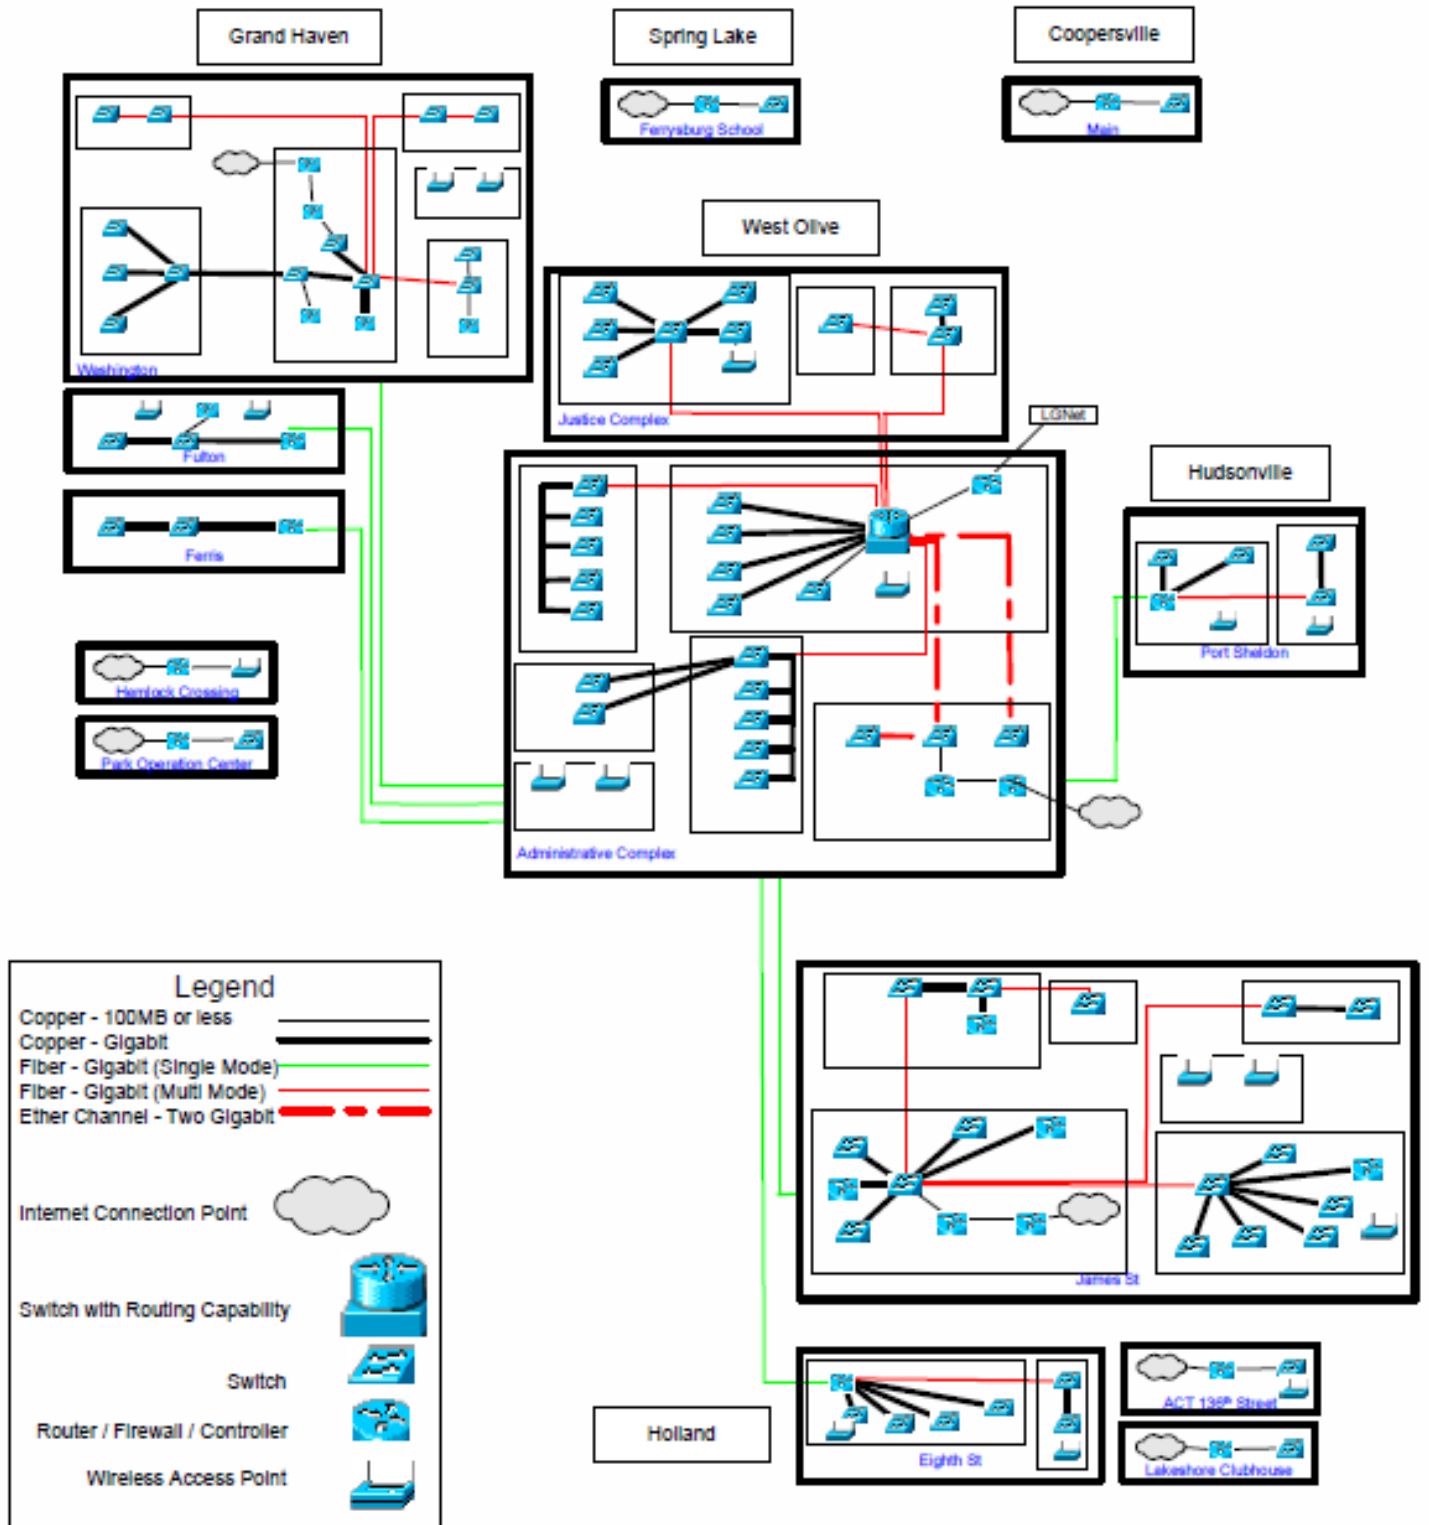 Grand Haven
Spring Lake
Coopersville
Ferrysburg School
Main
West Olive
Washington
Justice Complex
LGNet
Fulton
Hudsonville
Ferris
Port Sheldon
Hemlock Crossing
Park Operation Center
Administrative Complex
Legend
Copper - 100MB or less
Copper - Gigabit
Fiber - Gigabit (Single Mode)
Fiber - Gigabit (Multi Mode)
Ether Channel - Two Gigabit
Internet Connection Point
James St
Switch with Routing Capability
Switch
ACT 136th Street
Router / Firewall / Controller
Holland
Eighth St
Lakeshore Clubhouse
Wireless Access Point